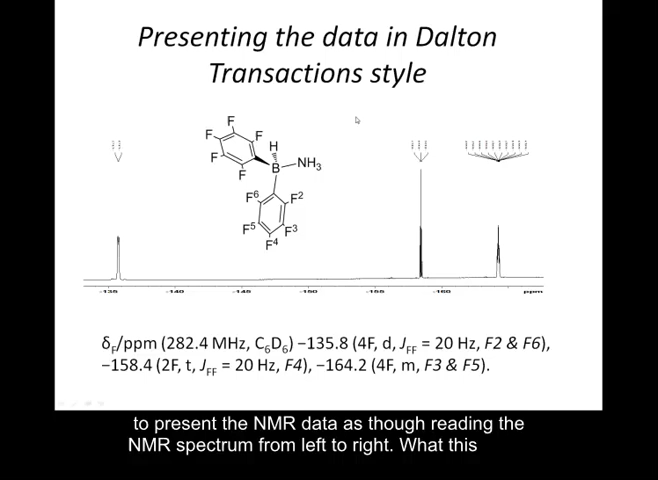 Presenting the data in Dalton
Transactions style
F
F
F
F
F
H
B
NH3
F6
F2
F5
F3
F4
-135
-140
-145
-150
-155
-160
ppm
δF/ppm (282.4 MHz, C6D6) −135.8 (4F, d, JFF = 20 Hz, F2 & F6),
−158.4 (2F, t, JFF = 20 Hz, F4), −164.2 (4F, m, F3 & F5).
to present the NMR data as though reading the
NMR spectrum from left to right. What this